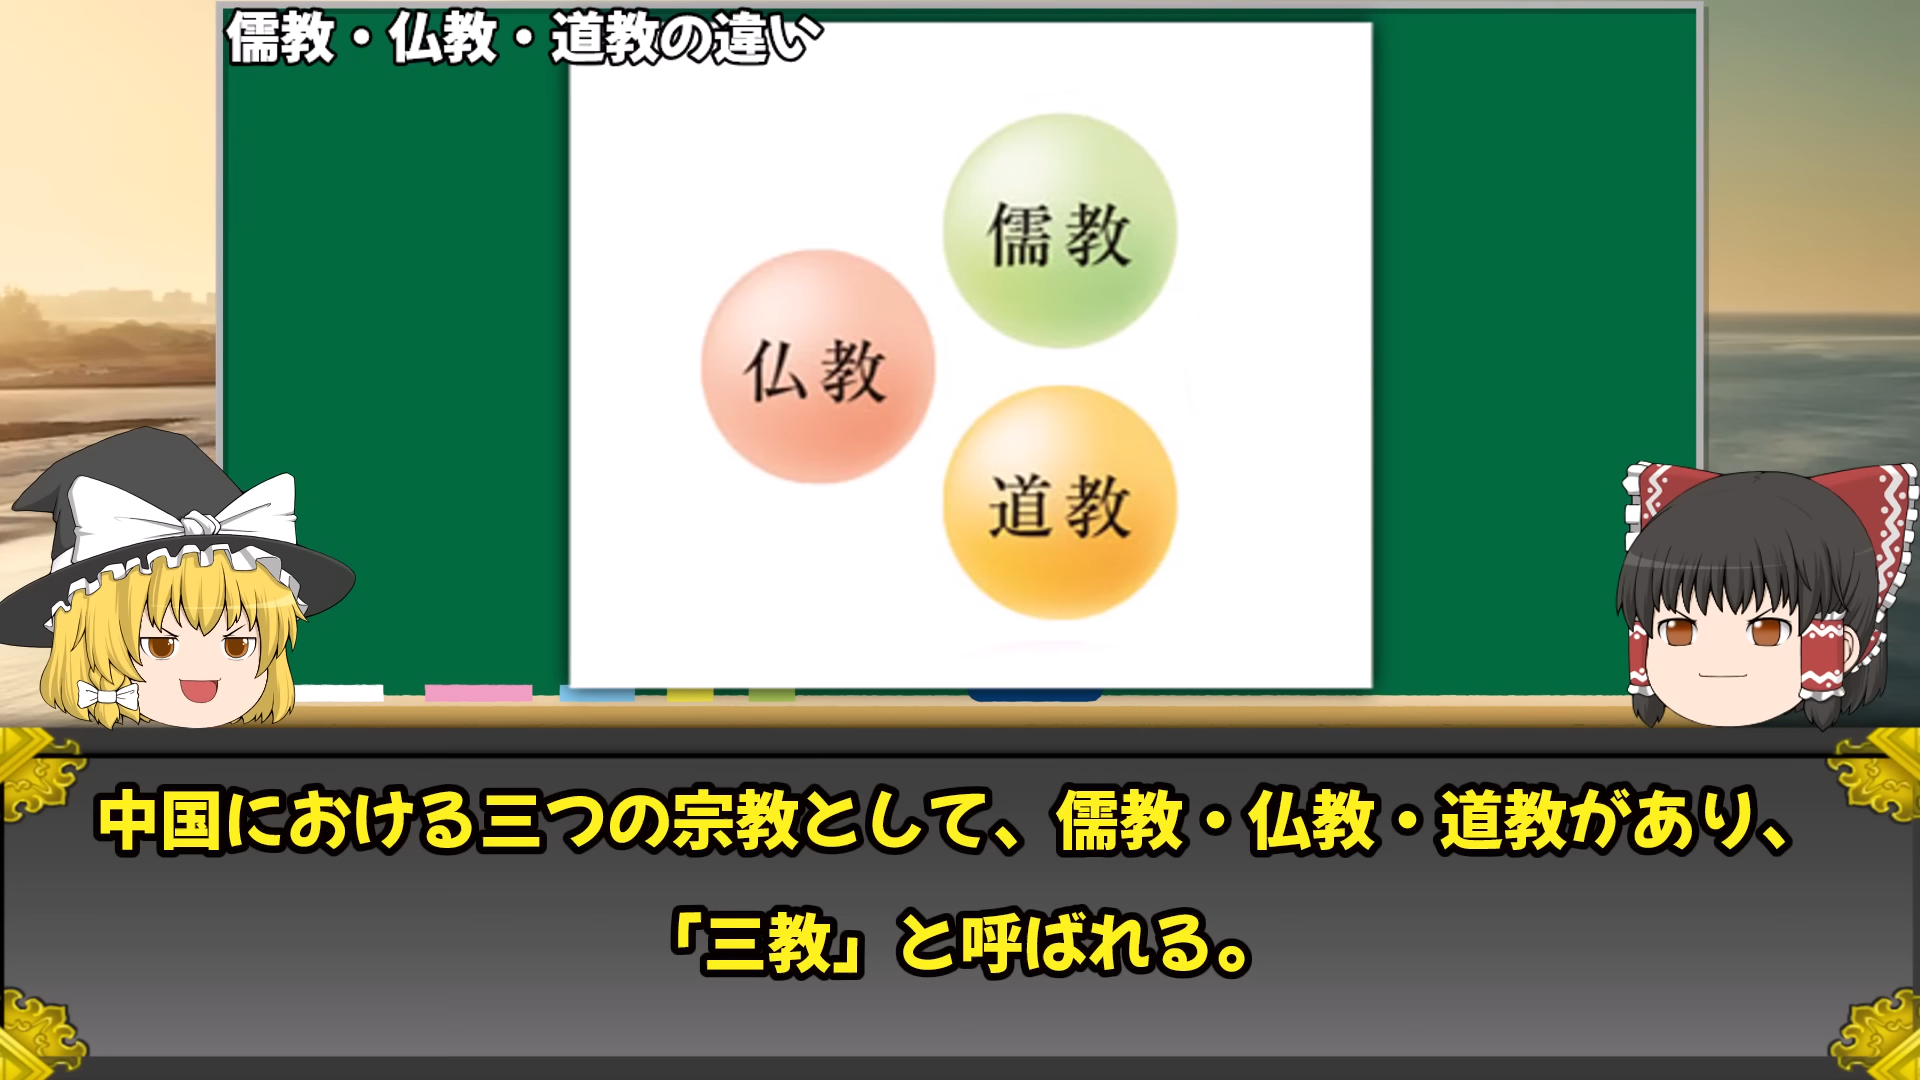 儒教・仏教・道教の違い
儒教
仏教
道教
中国における三つの宗教として、儒教・仏教・道教があり、
「三教」と呼ばれる。